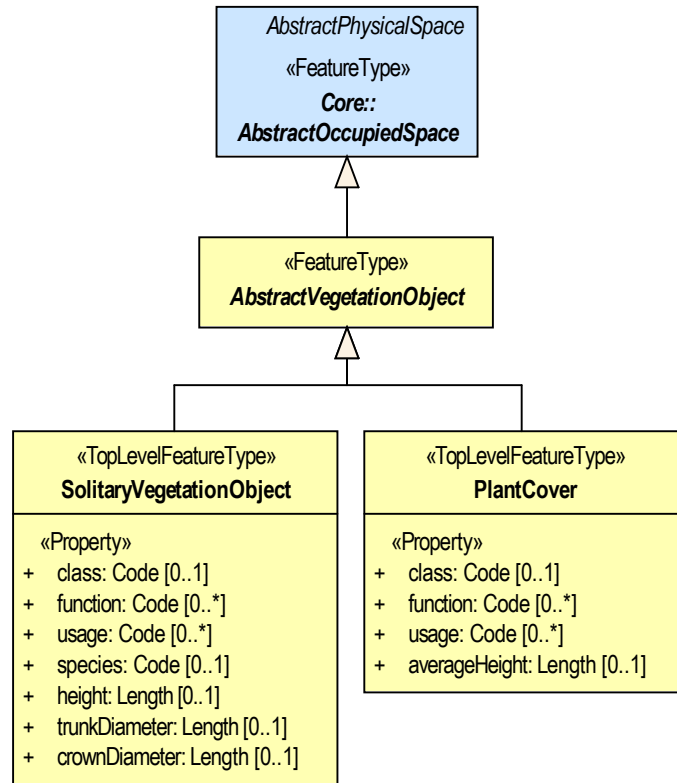 AbstractPhysicalSpace
«FeatureType»
Core::
AbstractOccupiedSpace
«FeatureType»
AbstractVegetationObject
«TopLevelFeatureType»
SolitaryVegetationObject
«Property»
+ class: Code [0..1]
+ function: Code [0..*]
+ usage: Code [0..*]
+ species: Code [0..1]
+ height: Length [0..1]
+ trunkDiameter: Length [0..1]
+ crownDiameter: Length [0..1]
«TopLevelFeatureType»
PlantCover
«Property»
+ class: Code [0..1]
+ function: Code [0..*]
+ usage: Code [0..*]
+ averageHeight: Length [0..1]